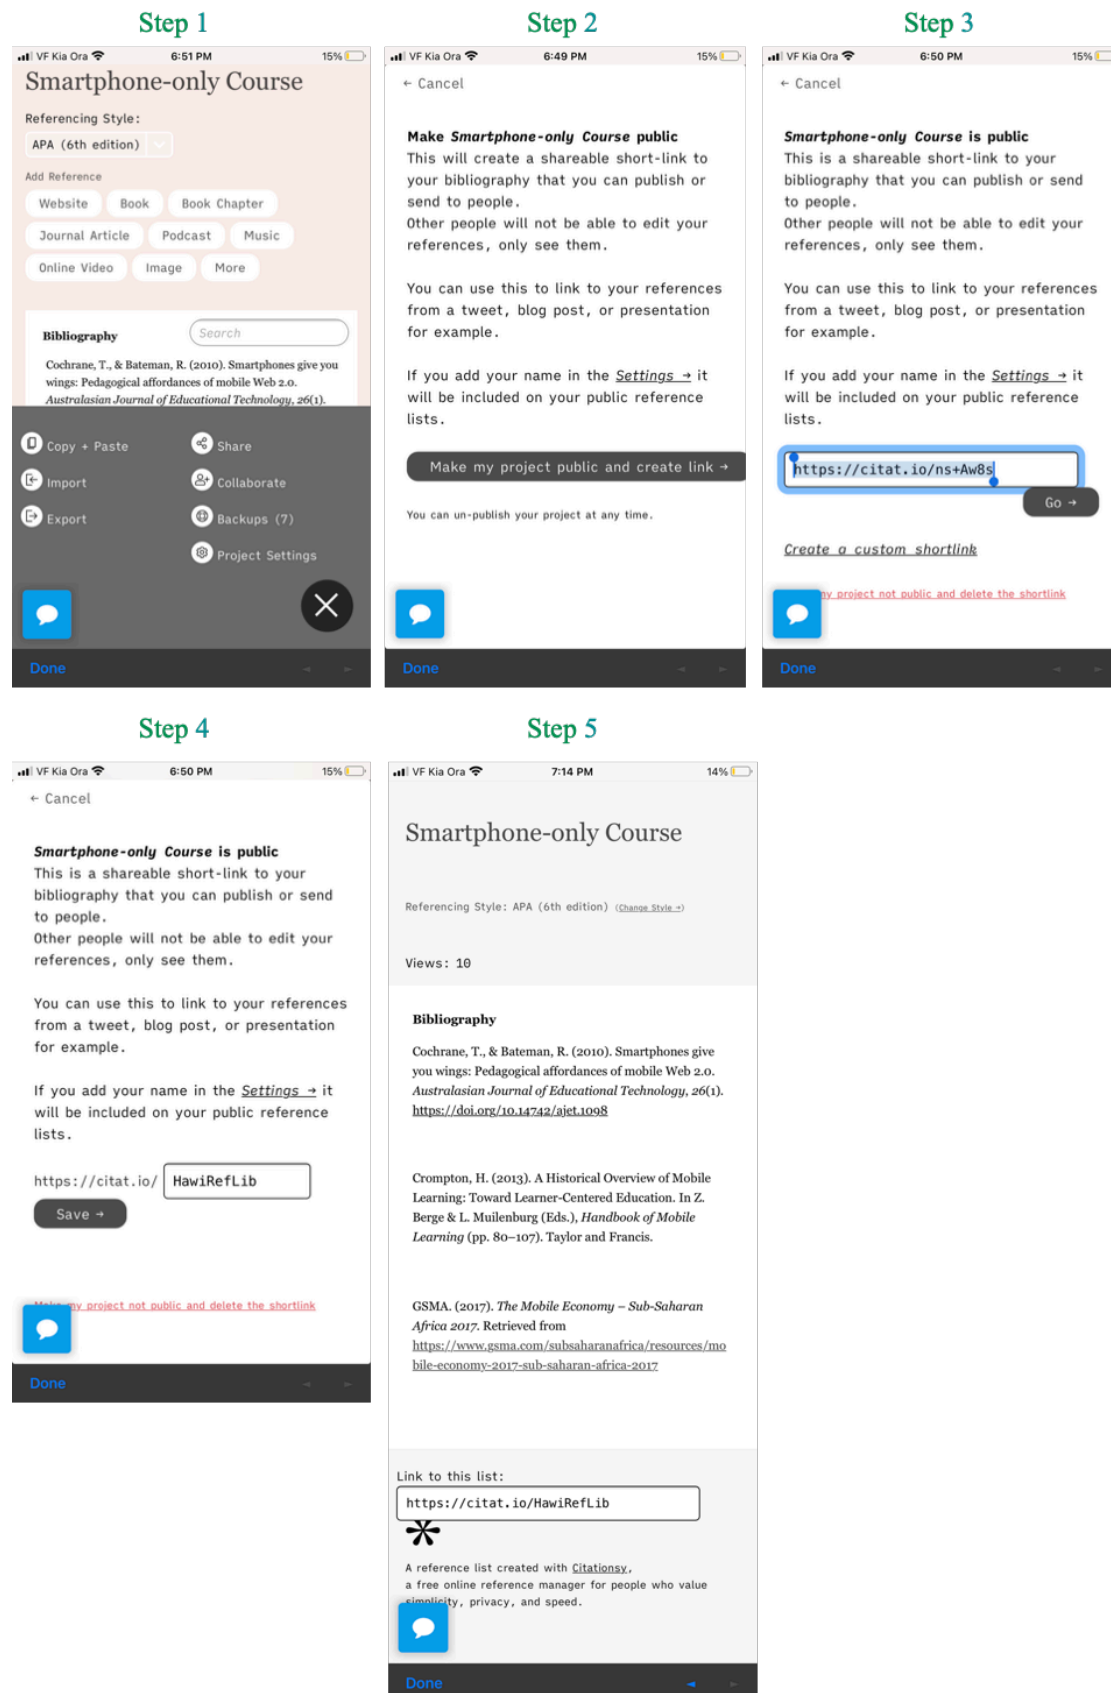 Step 1
VF Kia Ora 6:51 PM 15%
Smartphone-only Course
Referencing Style:
APA (6th edition)
Add Reference
Website Book Book Chapter
Journal Article Podcast Music
Online Video Image More
Bibliography Search
Cochrane, T., & Bateman, R. (2010). Smartphones give you
wings: Pedagogical affordances of mobile Web 2.0.
Australasian Journal of Educational Technology, 26(1).
Copy + Paste Share
Import Collaborate
Export Backups (7)
Project Settings
Done
Step 2
VF Kia Ora 6:49 PM 15%
← Cancel
Make Smartphone-only Course public
This will create a shareable short-link to
your bibliography that you can publish or
send to people.
Other people will not be able to edit your
references, only see them.
You can use this to link to your references
from a tweet, blog post, or presentation
for example.
If you add your name in the Settings → it
will be included on your public reference
lists.
Make my project public and create link →
You can un-publish your project at any time.
Done
Step 3
VF Kia Ora 6:50 PM 15%
← Cancel
Smartphone-only Course is public
This is a shareable short-link to your
bibliography that you can publish or send
to people.
Other people will not be able to edit your
references, only see them.
You can use this to link to your references
from a tweet, blog post, or presentation
for example.
If you add your name in the Settings → it
will be included on your public reference
lists.
https://citat.io/ns+Aw8s
Go →
Create a custom shortlink
my project not public and delete the shortlink
Done
Step 4
VF Kia Ora 6:50 PM 15%
← Cancel
Smartphone-only Course is public
This is a shareable short-link to your
bibliography that you can publish or send
to people.
Other people will not be able to edit your
references, only see them.
You can use this to link to your references
from a tweet, blog post, or presentation
for example.
If you add your name in the Settings → it
will be included on your public reference
lists.
https://citat.io/ HawiRefLib
Save →
Make my project not public and delete the shortlink
Done
Step 5
VF Kia Ora 7:14 PM 14%
Smartphone-only Course
Referencing Style: APA (6th edition) (Change Style →)
Views: 10
Bibliography
Cochrane, T., & Bateman, R. (2010). Smartphones give
you wings: Pedagogical affordances of mobile Web 2.0.
Australasian Journal of Educational Technology, 26(1).
https://doi.org/10.14742/ajet.1098
Crompton, H. (2013). A Historical Overview of Mobile
Learning: Toward Learner-Centered Education. In Z.
Berge & L. Muilenburg (Eds.), Handbook of Mobile
Learning (pp. 80–107). Taylor and Francis.
GSMA. (2017). The Mobile Economy – Sub-Saharan
Africa 2017. Retrieved from
https://www.gsma.com/subsaharanafrica/resources/mo
bile-economy-2017-sub-saharan-africa-2017
Link to this list:
https://citat.io/HawiRefLib
*
A reference list created with Citationsy,
a free online reference manager for people who value
simplicity, privacy, and speed.
Done